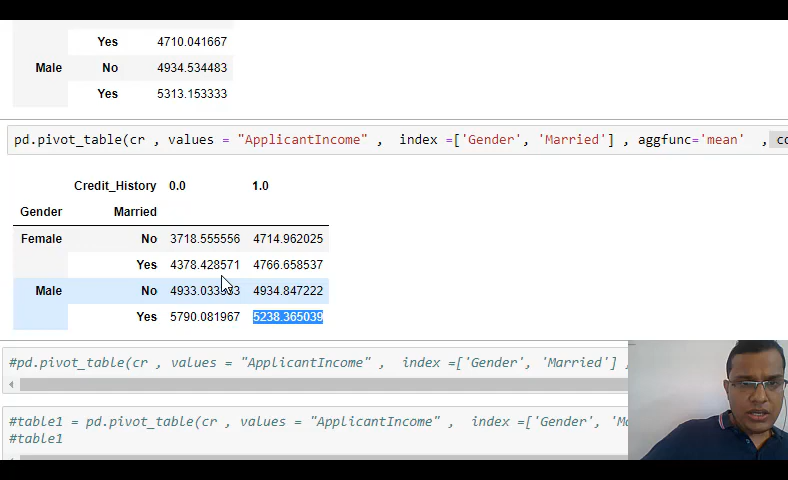 Yes 4710.041667
Male No 4934.534483
Yes 5313.153333
pd.pivot_table(cr , values = "ApplicantIncome" , index =['Gender', 'Married'] , aggfunc='mean' ,
Credit_History 0.0 1.0
Gender Married
Female No 3718.555556 4714.962025
Yes 4378.428571 4766.658537
Male No 4934.847222
Yes 5790.081967 5238.365039
#pd.pivot_table(cr , values = "ApplicantIncome" , index =['Gender', 'Married'] ,
#table1 = pd.pivot_table(cr , values = "ApplicantIncome" , index =['Gender',
#table1